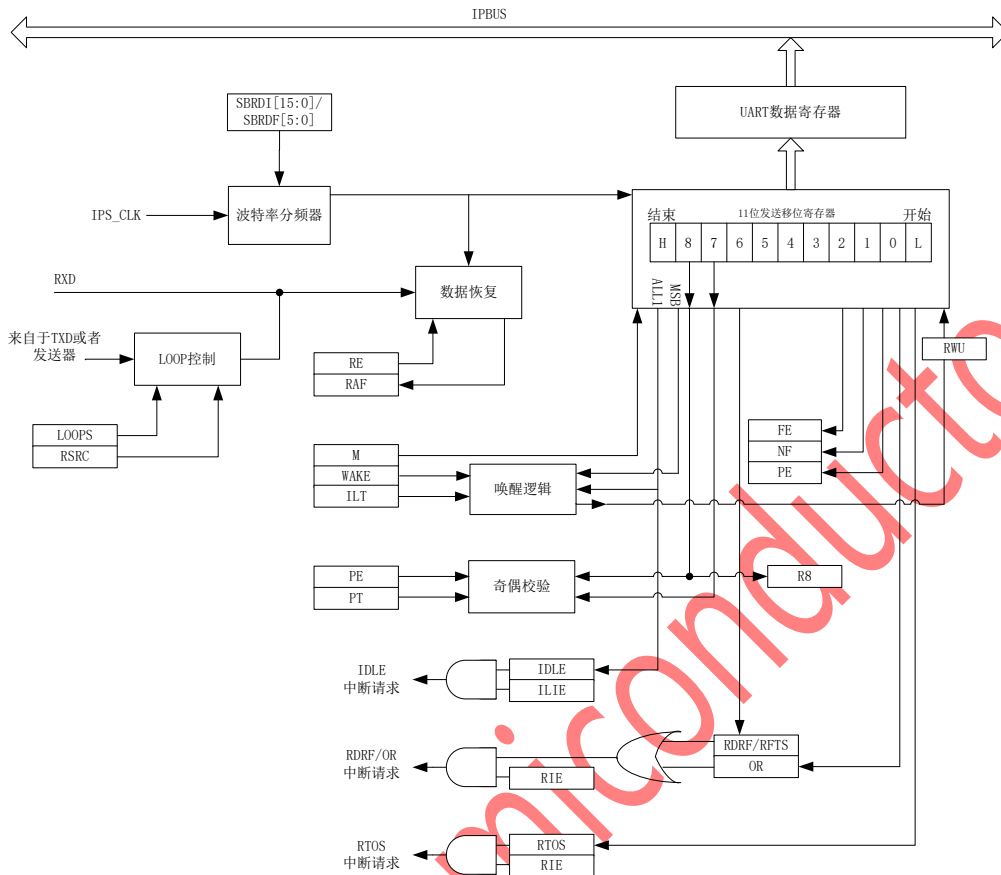 IPBUS
SBRDI[15:0]/
SBRDF[5:0]
UART数据寄存器
IPS_CLK
波特率分频器
结束
11位发送移位寄存器
开始
H 8 7 6 5 4 3 2 1 0 L
RXD
数据恢复
ALL1
MSB
来自于TXD或者
发送器
LOOP控制
RE
RAF
RWU
LOOPS
RSRC
FE
NF
PE
M
WAKE
ILT
唤醒逻辑
PE
PT
奇偶校验
R8
IDLE
中断请求
IDLE
ILIE
RDRF/OR
中断请求
RIE
RDRF/RFTS
OR
RTOS
中断请求
RTOS
RIE
miconducto